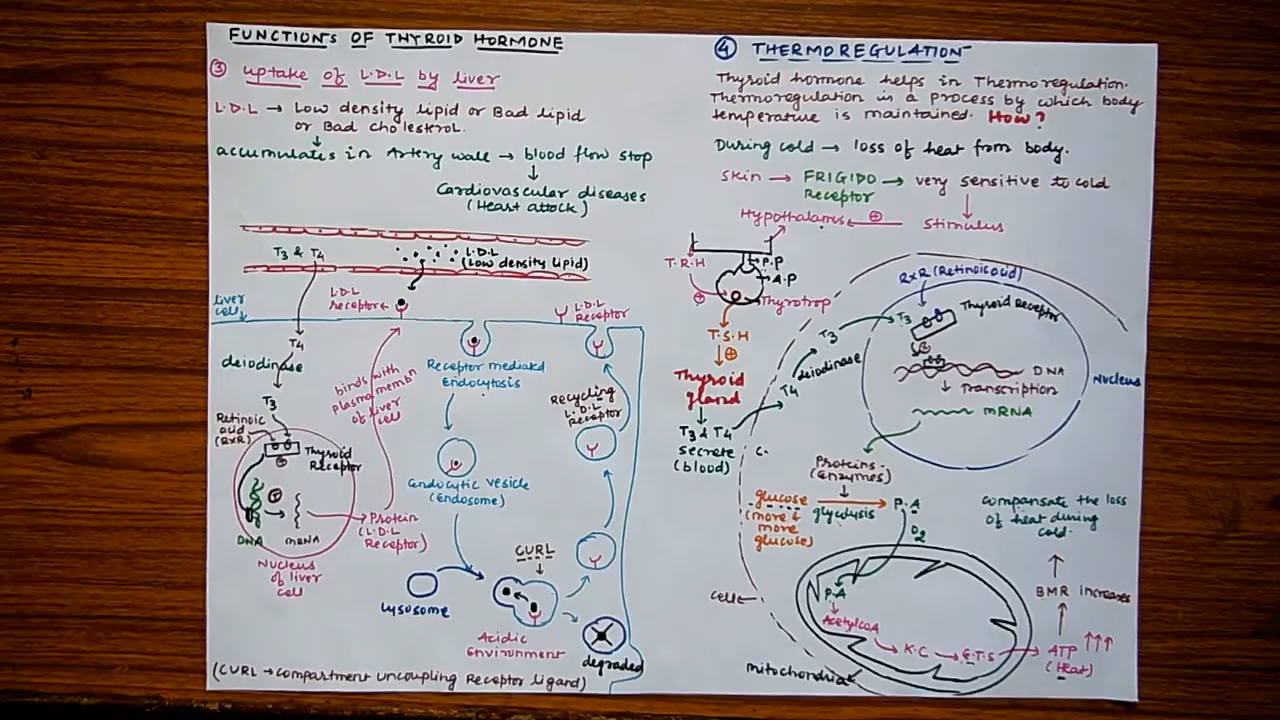 FUNCTIONS OF THYROID HORMONE
③ uptake of L.D.L by liver
L.D.L → Low density lipid or Bad lipid
or Bad cholestrol.
accumulates in Artery wall → blood flow stop
Cardiovascular diseases
(Heart attack)
T3 & T4
L.D.L
(Low density lipid)
L.D.L
receptor
L.D.L
Receptor
liver
cell
T4
deiodinase
T3
Retinoic
acid
(RxR)
Thyroid
Receptor
DNA
mRNA
Nucleus
of liver
cell
Protein
(L.D.L
Receptor)
binds with
plasma membn
of liver
cell
Receptor mediated
Endocytosis
Endocytic vesicle
(Endosome)
Recycling
L.D.L
Receptor
CURL
Lysosome
Acidic
Environment
degraded
(CURL → compartment uncoupling Receptor ligand)
④ THERMOREGULATION
Thyroid hormone helps in Thermoregulation.
Thermoregulation is a process by which body
temperature is maintained. How?
During cold → loss of heat from body.
Skin → FRIGIDO → very sensitive to cold
Receptor
Hypothalamus ← ⊕ Stimulus
T.R.H
P.P
A.P
Thyrotrop
T.S.H
Thyroid
gland
T3 & T4
secrete
(blood)
T4
deiodinase
T3
RxR (Retinoic acid)
T3
Thyroid Receptor
DNA
Transcription
mRNA
Nucleus
C.
Proteins.
(Enzymes)
glucose
glycolysis
P.A
(more &
more
glucose)
O2
P.A
AcetylcoA
K.C → E.T.S → ATP ↑↑↑
(Heat)
BMR increases
compansate the loss
of heat during
cold.
cell
mitochondria